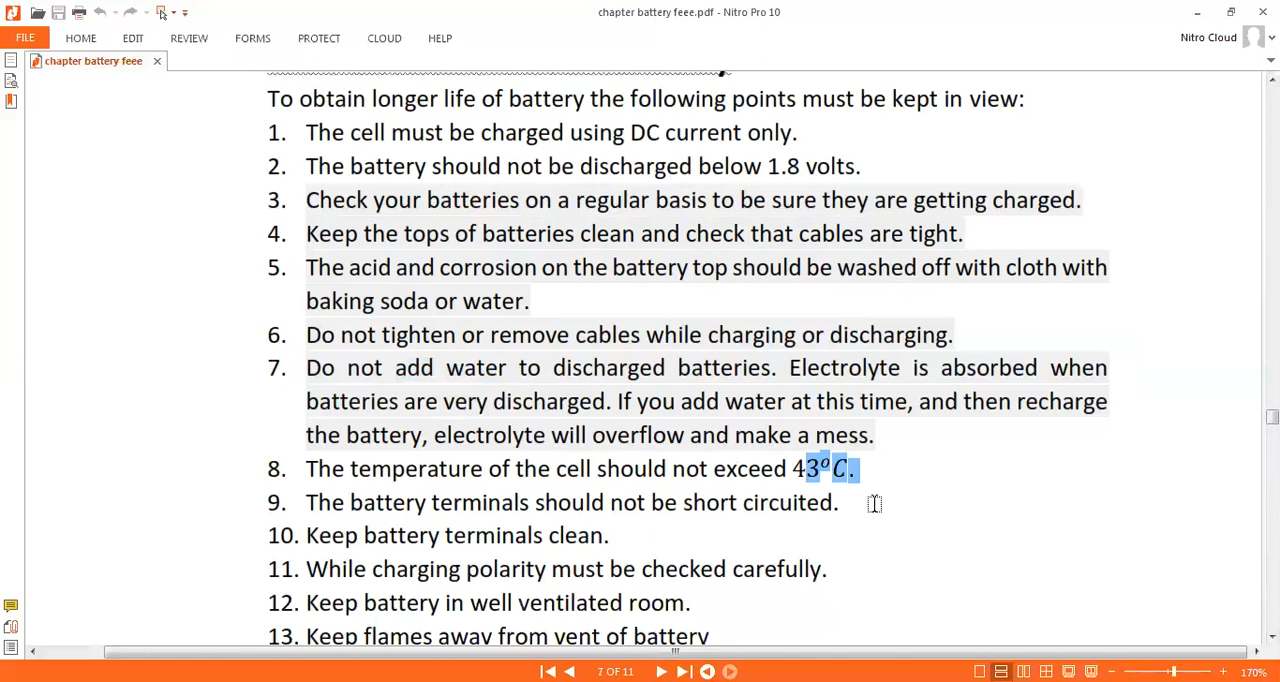 chapter battery feee.pdf - Nitro Pro 10
FILE HOME EDIT REVIEW FORMS PROTECT CLOUD HELP
Nitro Cloud
chapter battery feee
To obtain longer life of battery the following points must be kept in view:
1. The cell must be charged using DC current only.
2. The battery should not be discharged below 1.8 volts.
3. Check your batteries on a regular basis to be sure they are getting charged.
4. Keep the tops of batteries clean and check that cables are tight.
5. The acid and corrosion on the battery top should be washed off with cloth with
baking soda or water.
6. Do not tighten or remove cables while charging or discharging.
7. Do not add water to discharged batteries. Electrolyte is absorbed when
batteries are very discharged. If you add water at this time, and then recharge
the battery, electrolyte will overflow and make a mess.
8. The temperature of the cell should not exceed 43°C.
9. The battery terminals should not be short circuited.
10. Keep battery terminals clean.
11. While charging polarity must be checked carefully.
12. Keep battery in well ventilated room.
13. Keep flames away from vent of battery
7 OF 11
170%